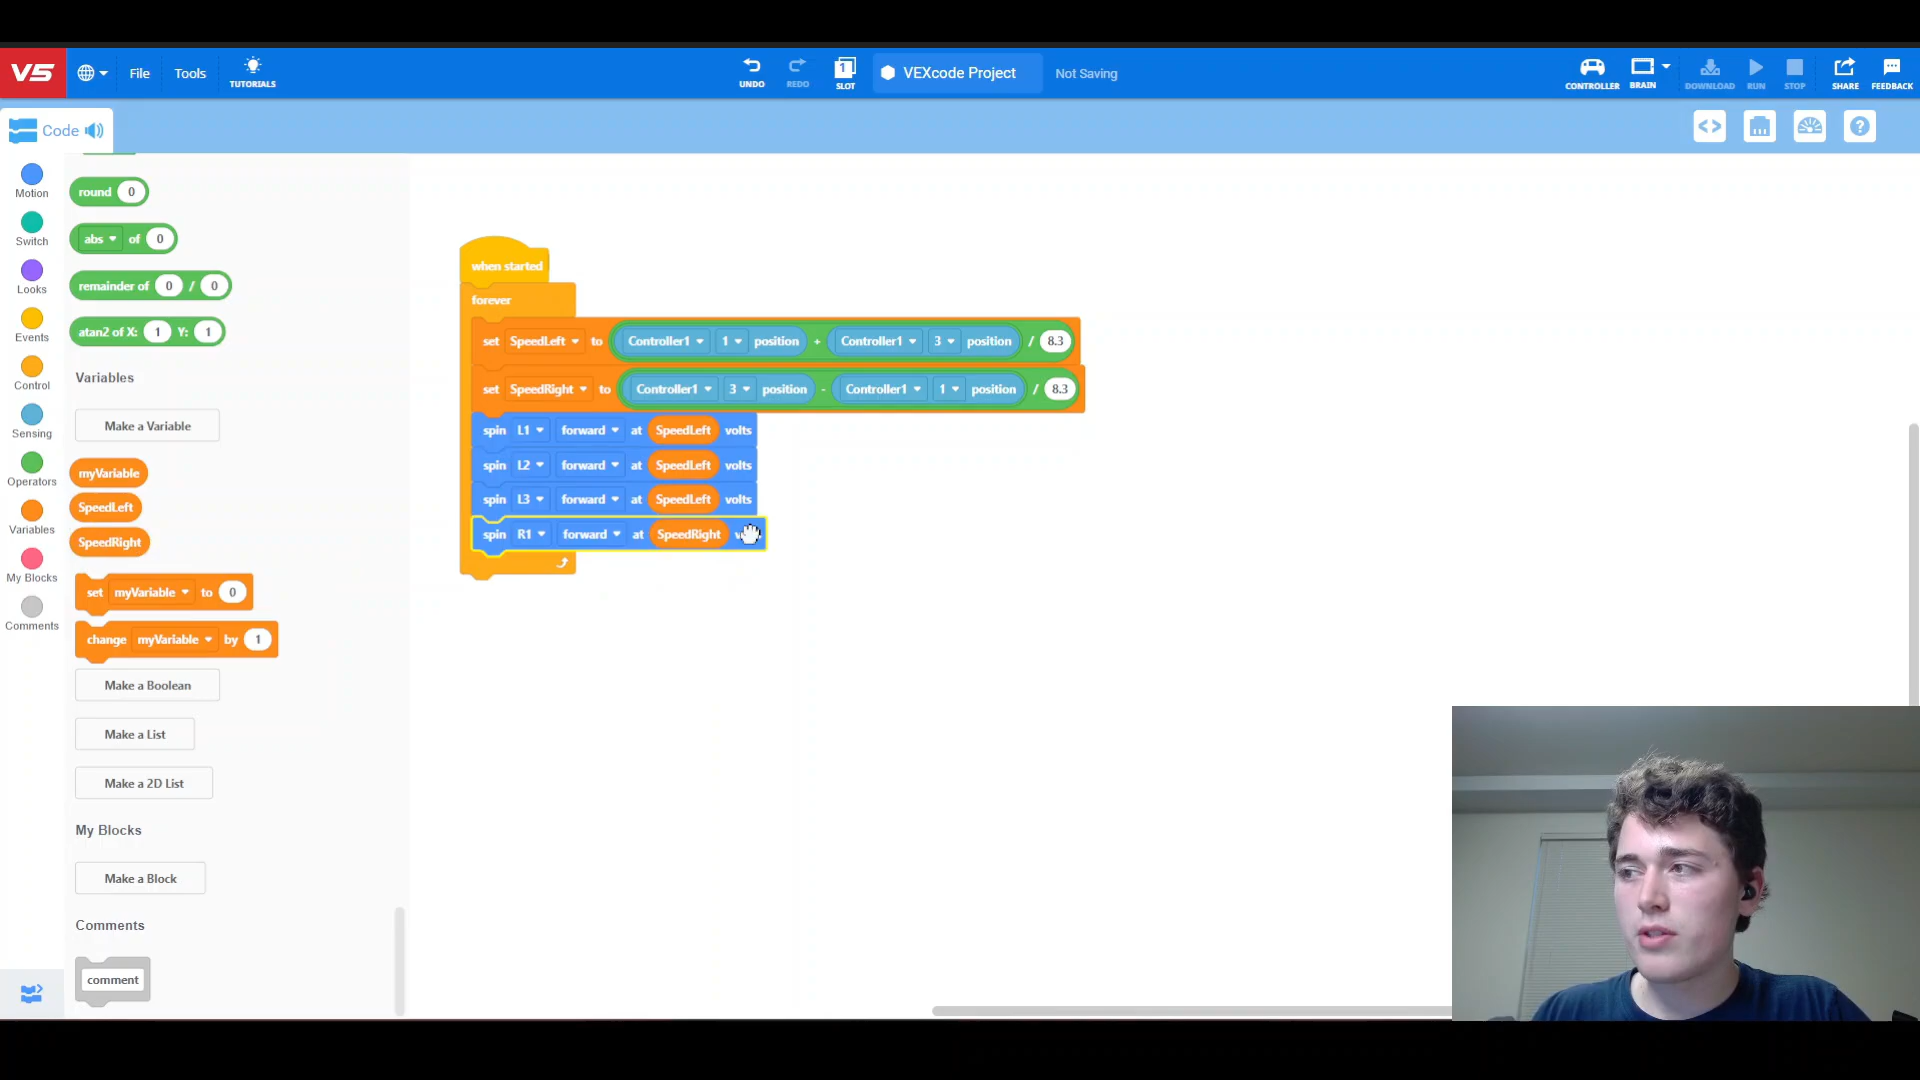 V5
File
Tools
TUTORIALS
UNDO
REDO
1
SLOT
VEXcode Project
Not Saving
CONTROLLER
BRAIN
DOWNLOAD
RUN
STOP
SHARE
FEEDBACK
Code
Motion
Switch
Looks
Events
Control
Sensing
Operators
Variables
My Blocks
Comments
round 0
abs of 0
remainder of 0 / 0
atan2 of X: 1 Y: 1
Variables
Make a Variable
myVariable
SpeedLeft
SpeedRight
set myVariable to 0
change myVariable by 1
Make a Boolean
Make a List
Make a 2D List
My Blocks
Make a Block
Comments
comment
when started
forever
set SpeedLeft to Controller1 1 position + Controller1 3 position / 8.3
set SpeedRight to Controller1 3 position - Controller1 1 position / 8.3
spin L1 forward at SpeedLeft volts
spin L2 forward at SpeedLeft volts
spin L3 forward at SpeedLeft volts
spin R1 forward at SpeedRight